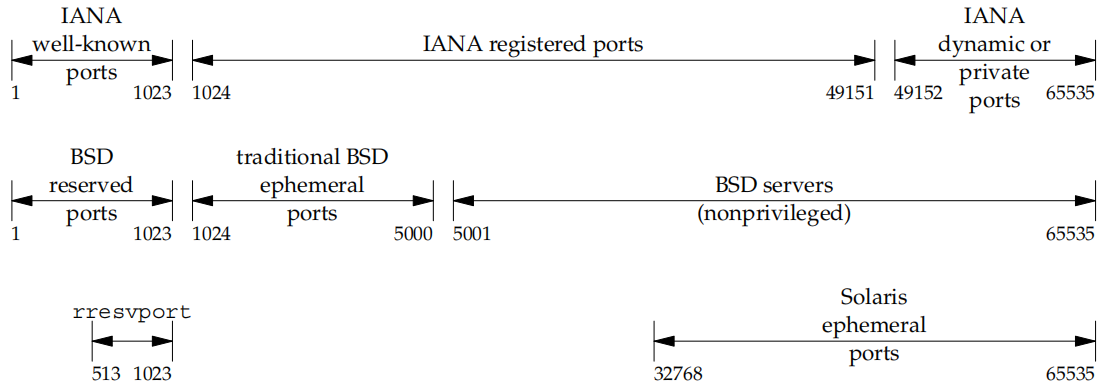 IANA
well-known
ports
1 1023
IANA registered ports
1024 49151
IANA
dynamic or
private
ports
49152 65535
BSD
reserved
ports
1 1023
traditional BSD
ephemeral
ports
1024 5000
BSD servers
(nonprivileged)
5001 65535
rresvport
513 1023
Solaris
ephemeral
ports
32768 65535